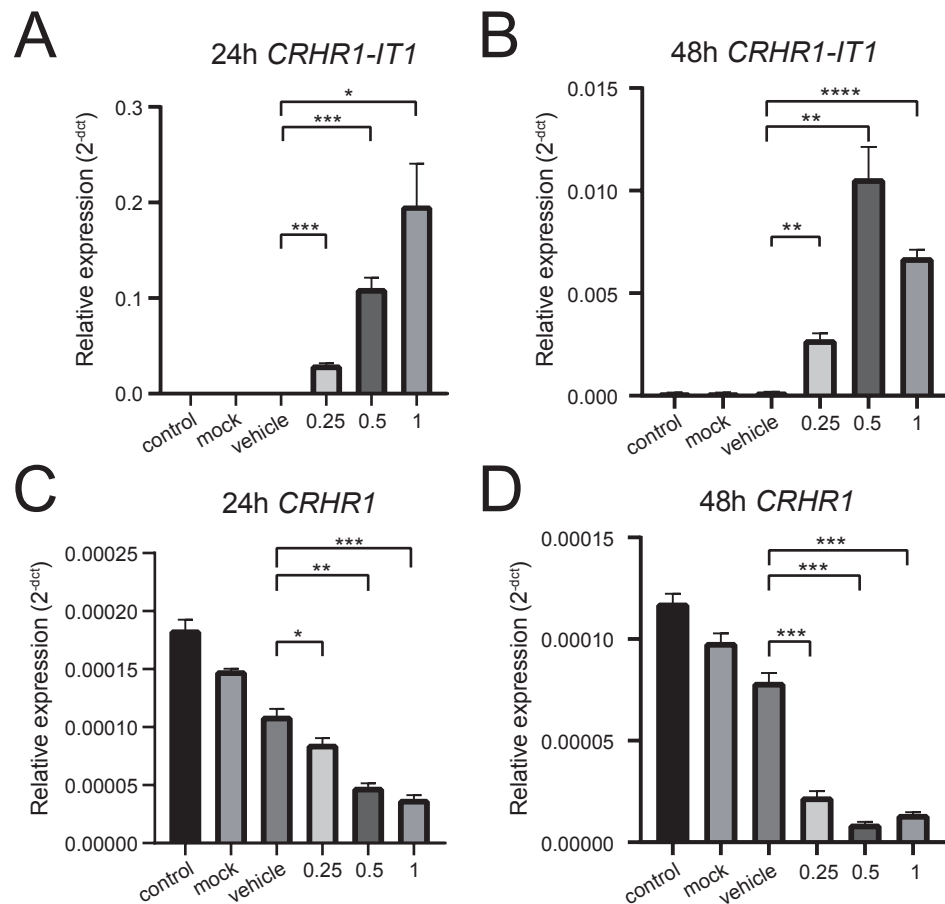 A
24h CRHR1-IT1
Relative expression (2-dct)
0.3
0.2
0.1
0.0
*
***
***
control
mock
vehicle
0.25
0.5
1
B
48h CRHR1-IT1
Relative expression (2-dct)
0.015
0.010
0.005
0.000
****
**
**
control
mock
vehicle
0.25
0.5
1
C
24h CRHR1
Relative expression (2-dct)
0.00025
0.00020
0.00015
0.00010
0.00005
0.00000
***
**
*
control
mock
vehicle
0.25
0.5
1
D
48h CRHR1
Relative expression (2-dct)
0.00015
0.00010
0.00005
0.00000
***
***
***
control
mock
vehicle
0.25
0.5
1